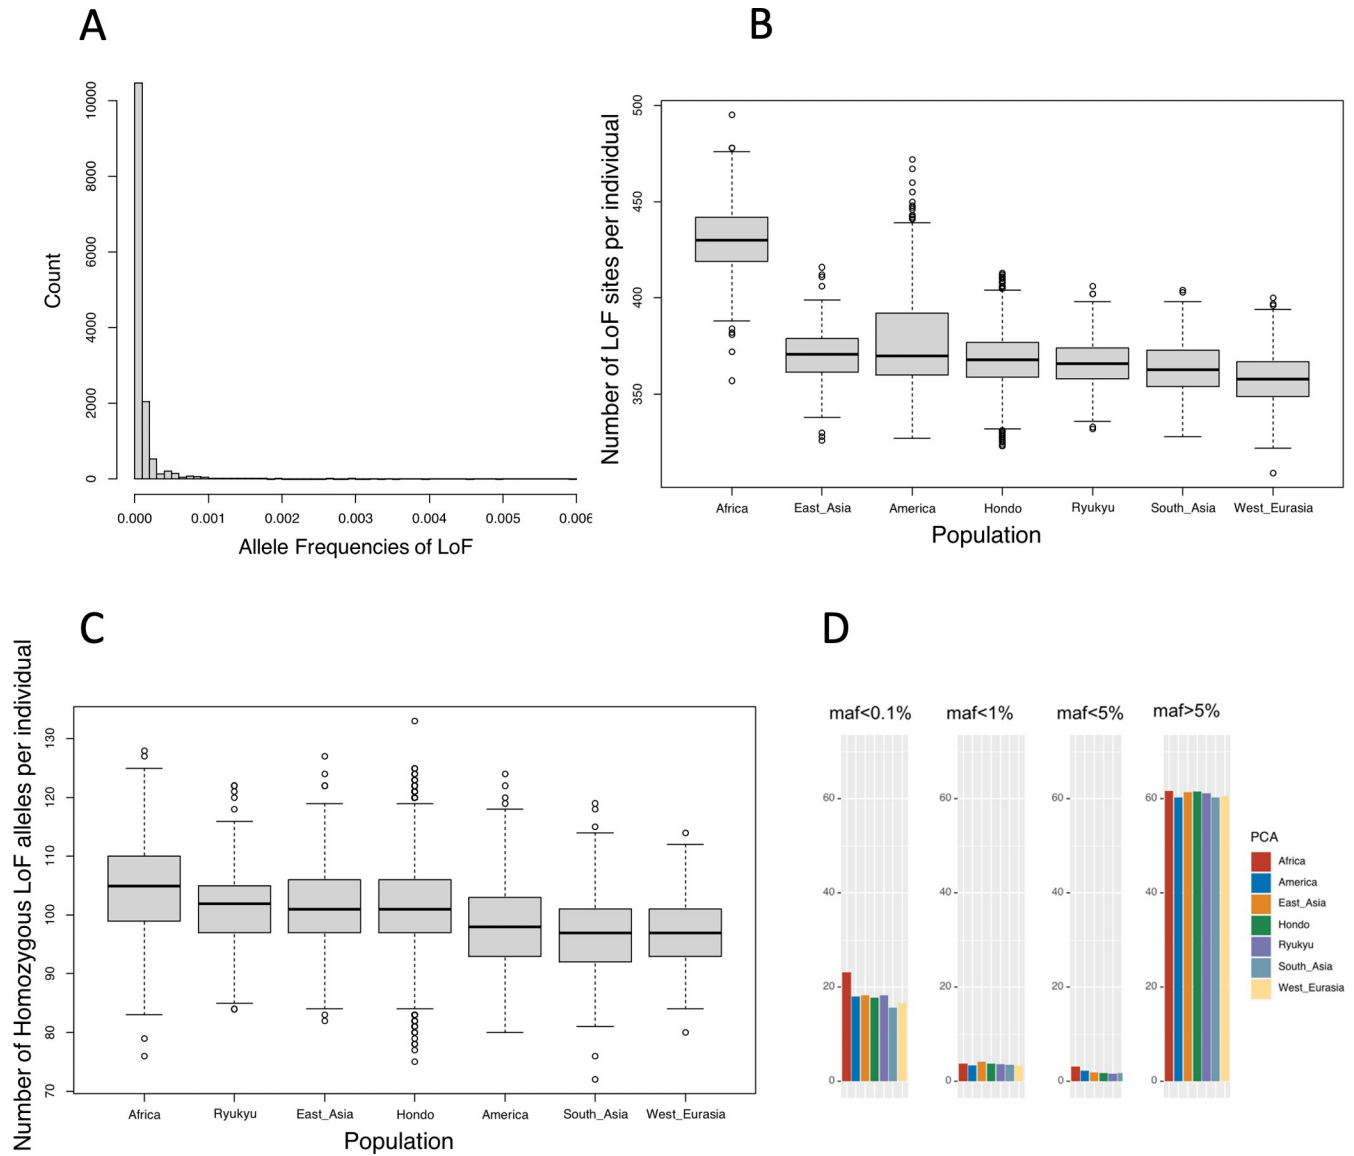 A
Count
0
2000
4000
6000
8000
10000
0.000
0.001
0.002
0.003
0.004
0.005
0.006
Allele Frequencies of LoF
B
Number of LoF sites per individual
350
400
450
500
Africa
East_Asia
America
Hondo
Ryukyu
South_Asia
West_Eurasia
Population
C
Number of Homozygous LoF alleles per individual
70
80
90
100
110
120
130
Africa
Ryukyu
East_Asia
Hondo
America
South_Asia
West_Eurasia
Population
D
maf<0.1%
maf<1%
maf<5%
maf>5%
60
40
20
0
60
40
20
0
60
40
20
0
60
40
20
0
PCA
Africa
America
East_Asia
Hondo
Ryukyu
South_Asia
West_Eurasia